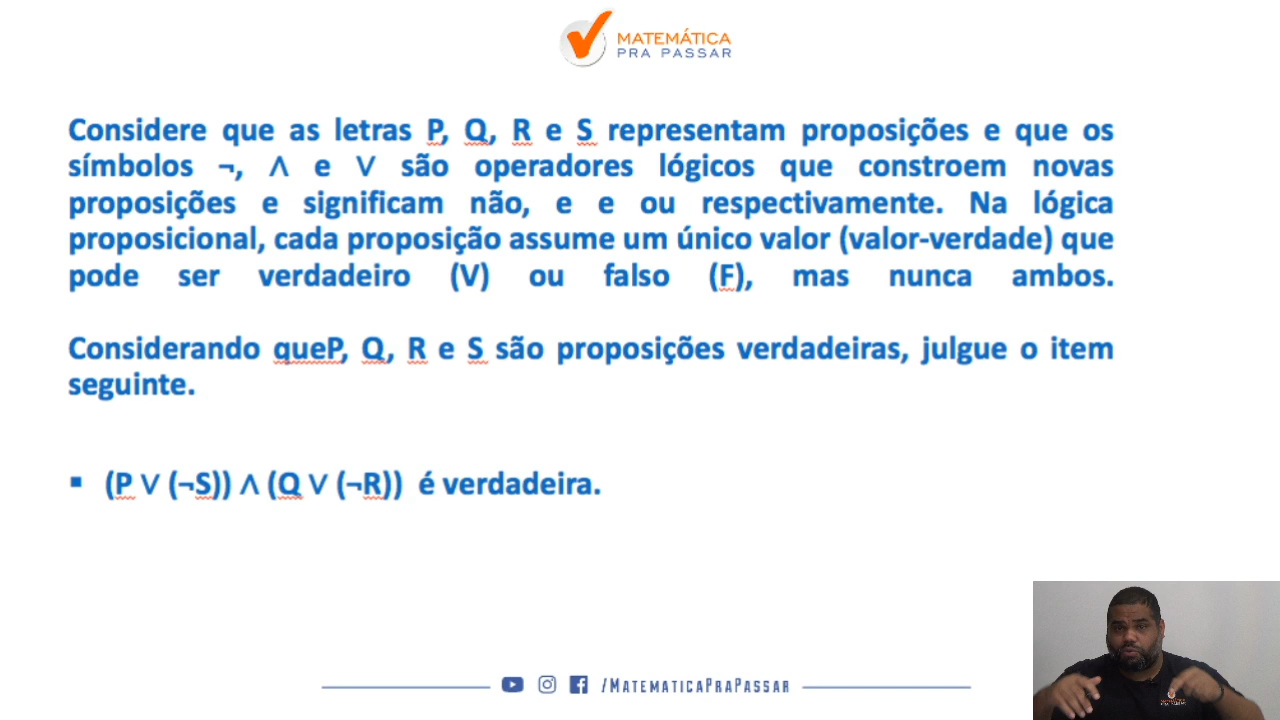 MATEMÁTICA
PRA PASSAR
Considere que as letras P, Q, R e S representam proposições e que os
símbolos ¬, ∧ e ∨ são operadores lógicos que constroem novas
proposições e significam não, e e ou respectivamente. Na lógica
proposicional, cada proposição assume um único valor (valor-verdade) que
pode ser verdadeiro (V) ou falso (F), mas nunca ambos.
Considerando queP, Q, R e S são proposições verdadeiras, julgue o item
seguinte.
▪ (P ∨ (¬S)) ∧ (Q ∨ (¬R)) é verdadeira.
/MATEMATICAPRAPASSAR